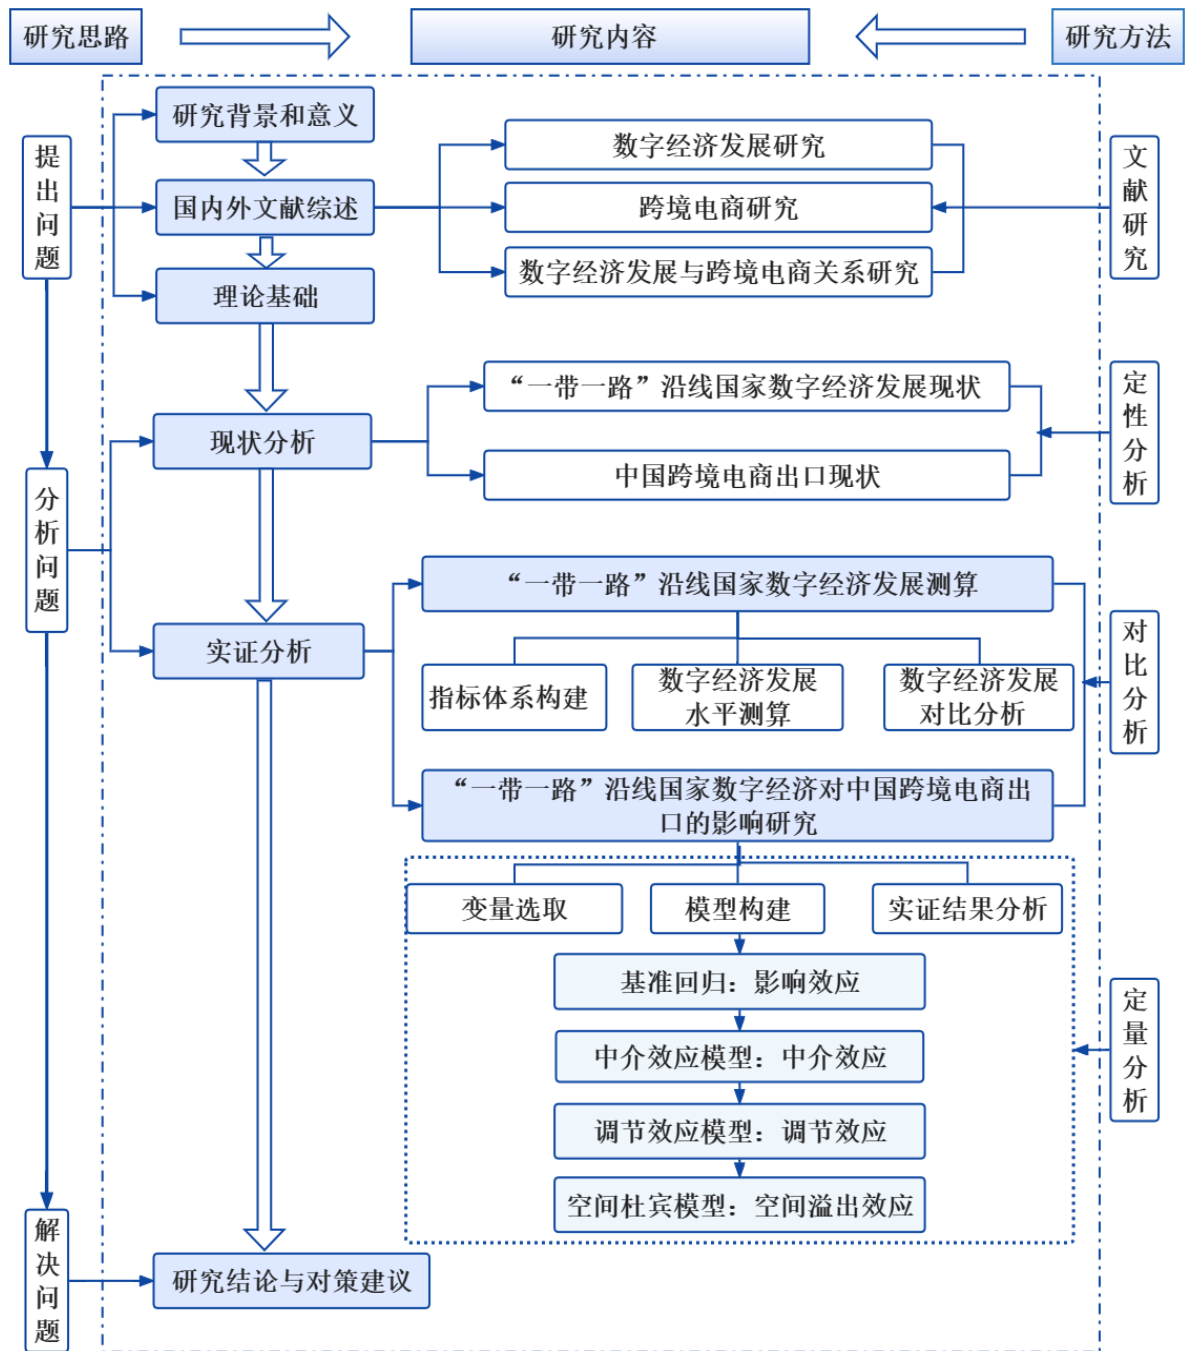 研究思路
研究内容
研究方法
提出问题
研究背景和意义
国内外文献综述
理论基础
数字经济发展研究
跨境电商研究
数字经济发展与跨境电商关系研究
文献研究
分析问题
现状分析
“一带一路”沿线国家数字经济发展现状
中国跨境电商出口现状
定性分析
实证分析
“一带一路”沿线国家数字经济发展测算
指标体系构建
数字经济发展
水平测算
数字经济发展
对比分析
对比分析
“一带一路”沿线国家数字经济对中国跨境电商出
口的影响研究
变量选取
模型构建
实证结果分析
基准回归：影响效应
中介效应模型：中介效应
调节效应模型：调节效应
空间杜宾模型：空间溢出效应
定量分析
解决问题
研究结论与对策建议